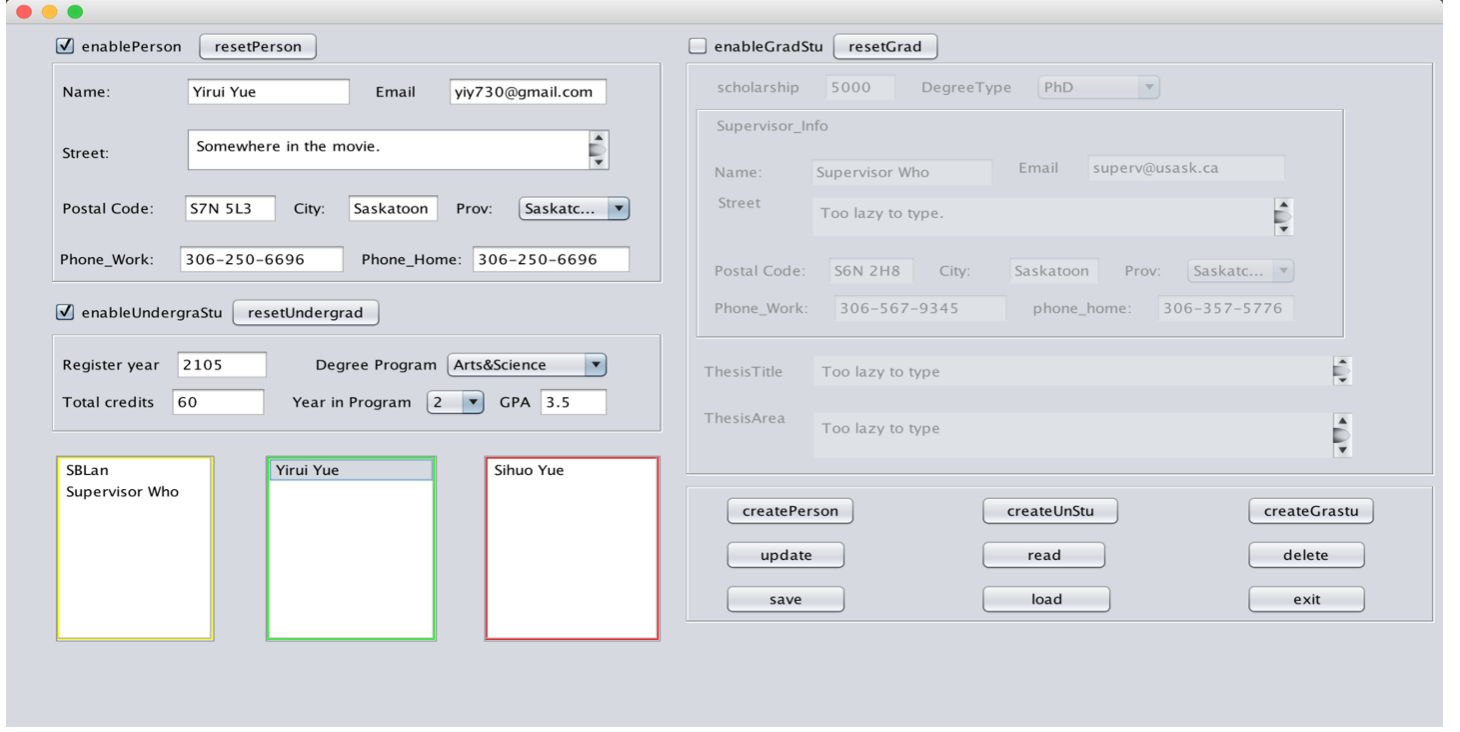 enablePerson resetPerson
Name: Yirui Yue Email yiy730@gmail.com
Street: Somewhere in the movie.
Postal Code: S7N 5L3 City: Saskatoon Prov: Saskatc...
Phone_Work: 306-250-6696 Phone_Home: 306-250-6696
enableUndergraStu resetUndergrad
Register year 2105 Degree Program Arts&Science
Total credits 60 Year in Program 2 GPA 3.5
SBLan
Supervisor Who
Yirui Yue
Sihuo Yue
enableGradStu resetGrad
scholarship 5000 DegreeType PhD
Supervisor_Info
Name: Supervisor Who Email superv@usask.ca
Street Too lazy to type.
Postal Code: S6N 2H8 City: Saskatoon Prov: Saskatc...
Phone_Work: 306-567-9345 phone_home: 306-357-5776
ThesisTitle Too lazy to type
ThesisArea Too lazy to type
createPerson createUnStu createGrastu
update read delete
save load exit